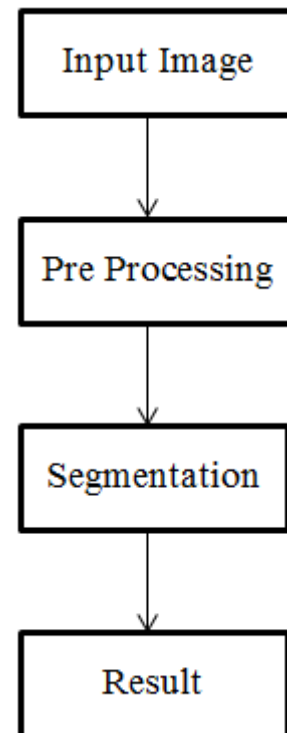 Input Image
Pre Processing
Segmentation
Result